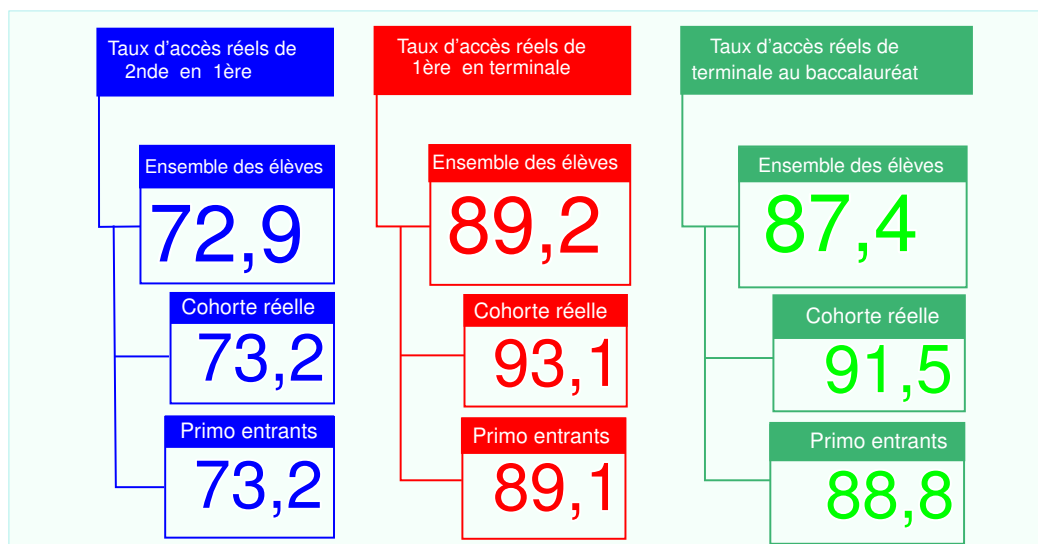 Taux d'accès réels de
2nde en 1ère
Ensemble des élèves
72,9
Cohorte réelle
73,2
Primo entrants
73,2
Taux d'accès réels de
1ère en terminale
Ensemble des élèves
89,2
Cohorte réelle
93,1
Primo entrants
89,1
Taux d'accès réels de
terminale au baccalauréat
Ensemble des élèves
87,4
Cohorte réelle
91,5
Primo entrants
88,8